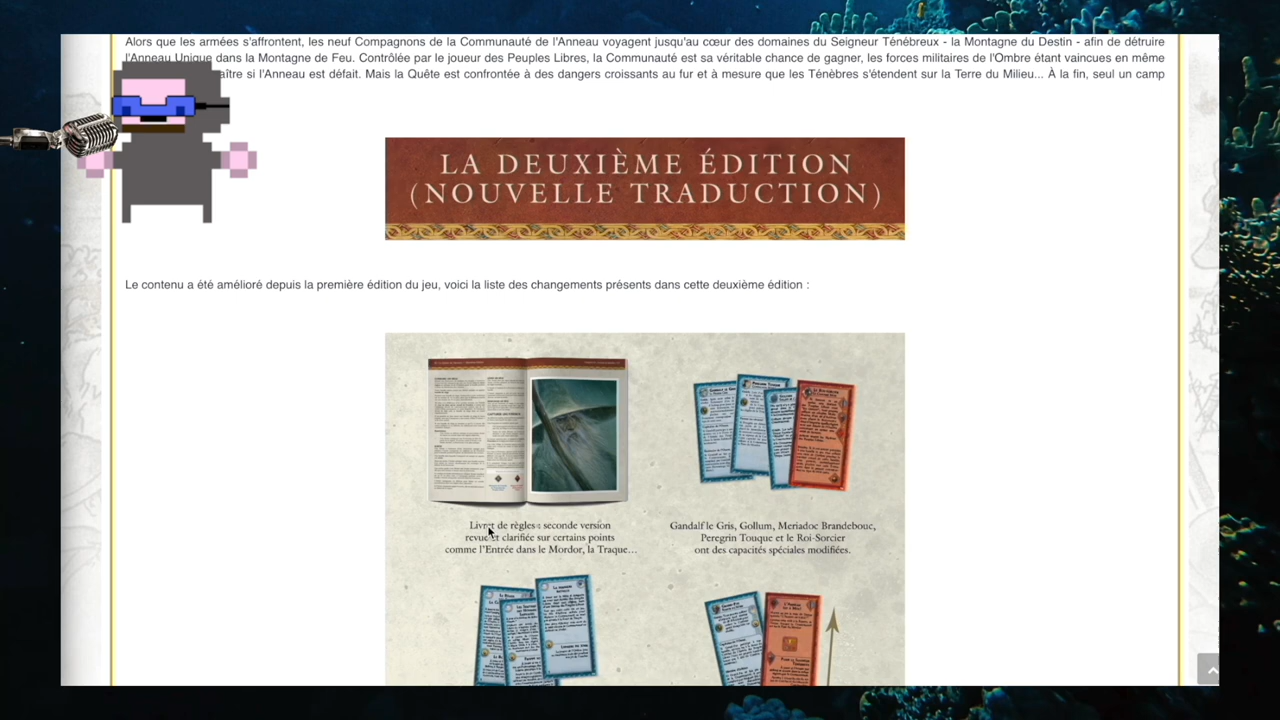 Alors que les armées s'affrontent, les neuf Compagnons de la Communauté de l'Anneau voyagent jusqu'au cœur des domaines du Seigneur Ténébreux - la Montagne du Destin - afin de détruire
l'Anneau Unique dans la Montagne de Feu. Contrôlée par le joueur des Peuples Libres, la Communauté est sa véritable chance de gagner, les forces militaires de l'Ombre étant vaincues en même
aître si l'Anneau est défait. Mais la Quête est confrontée à des dangers croissants au fur et à mesure que les Ténèbres s'étendent sur la Terre du Milieu... À la fin, seul un camp
LA DEUXIÈME ÉDITION
(NOUVELLE TRADUCTION)
Le contenu a été amélioré depuis la première édition du jeu, voici la liste des changements présents dans cette deuxième édition :
Livret de règles : seconde version
revue et clarifiée sur certains points
comme l'Entrée dans le Mordor, la Traque...
Gandalf le Gris, Gollum, Meriadoc Brandebouc,
Peregrin Touque et le Roi-Sorcier
ont des capacités spéciales modifiées.